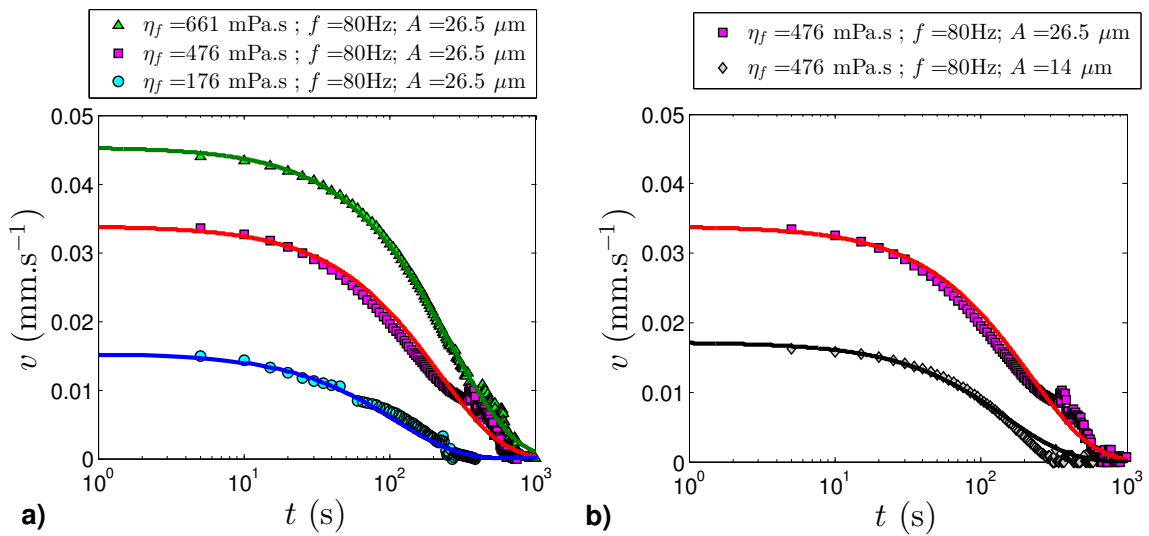 η_f =661 mPa.s ; f =80Hz; A =26.5 μm
η_f =476 mPa.s ; f =80Hz; A =26.5 μm
η_f =176 mPa.s ; f =80Hz; A =26.5 μm
0.05
0.04
0.03
0.02
0.01
0
v (mm.s⁻¹)
10⁰ 10¹ 10² 10³
t (s)
a)
η_f =476 mPa.s ; f =80Hz; A =26.5 μm
η_f =476 mPa.s ; f =80Hz; A =14 μm
0.05
0.04
0.03
0.02
0.01
0
v (mm.s⁻¹)
10⁰ 10¹ 10² 10³
t (s)
b)